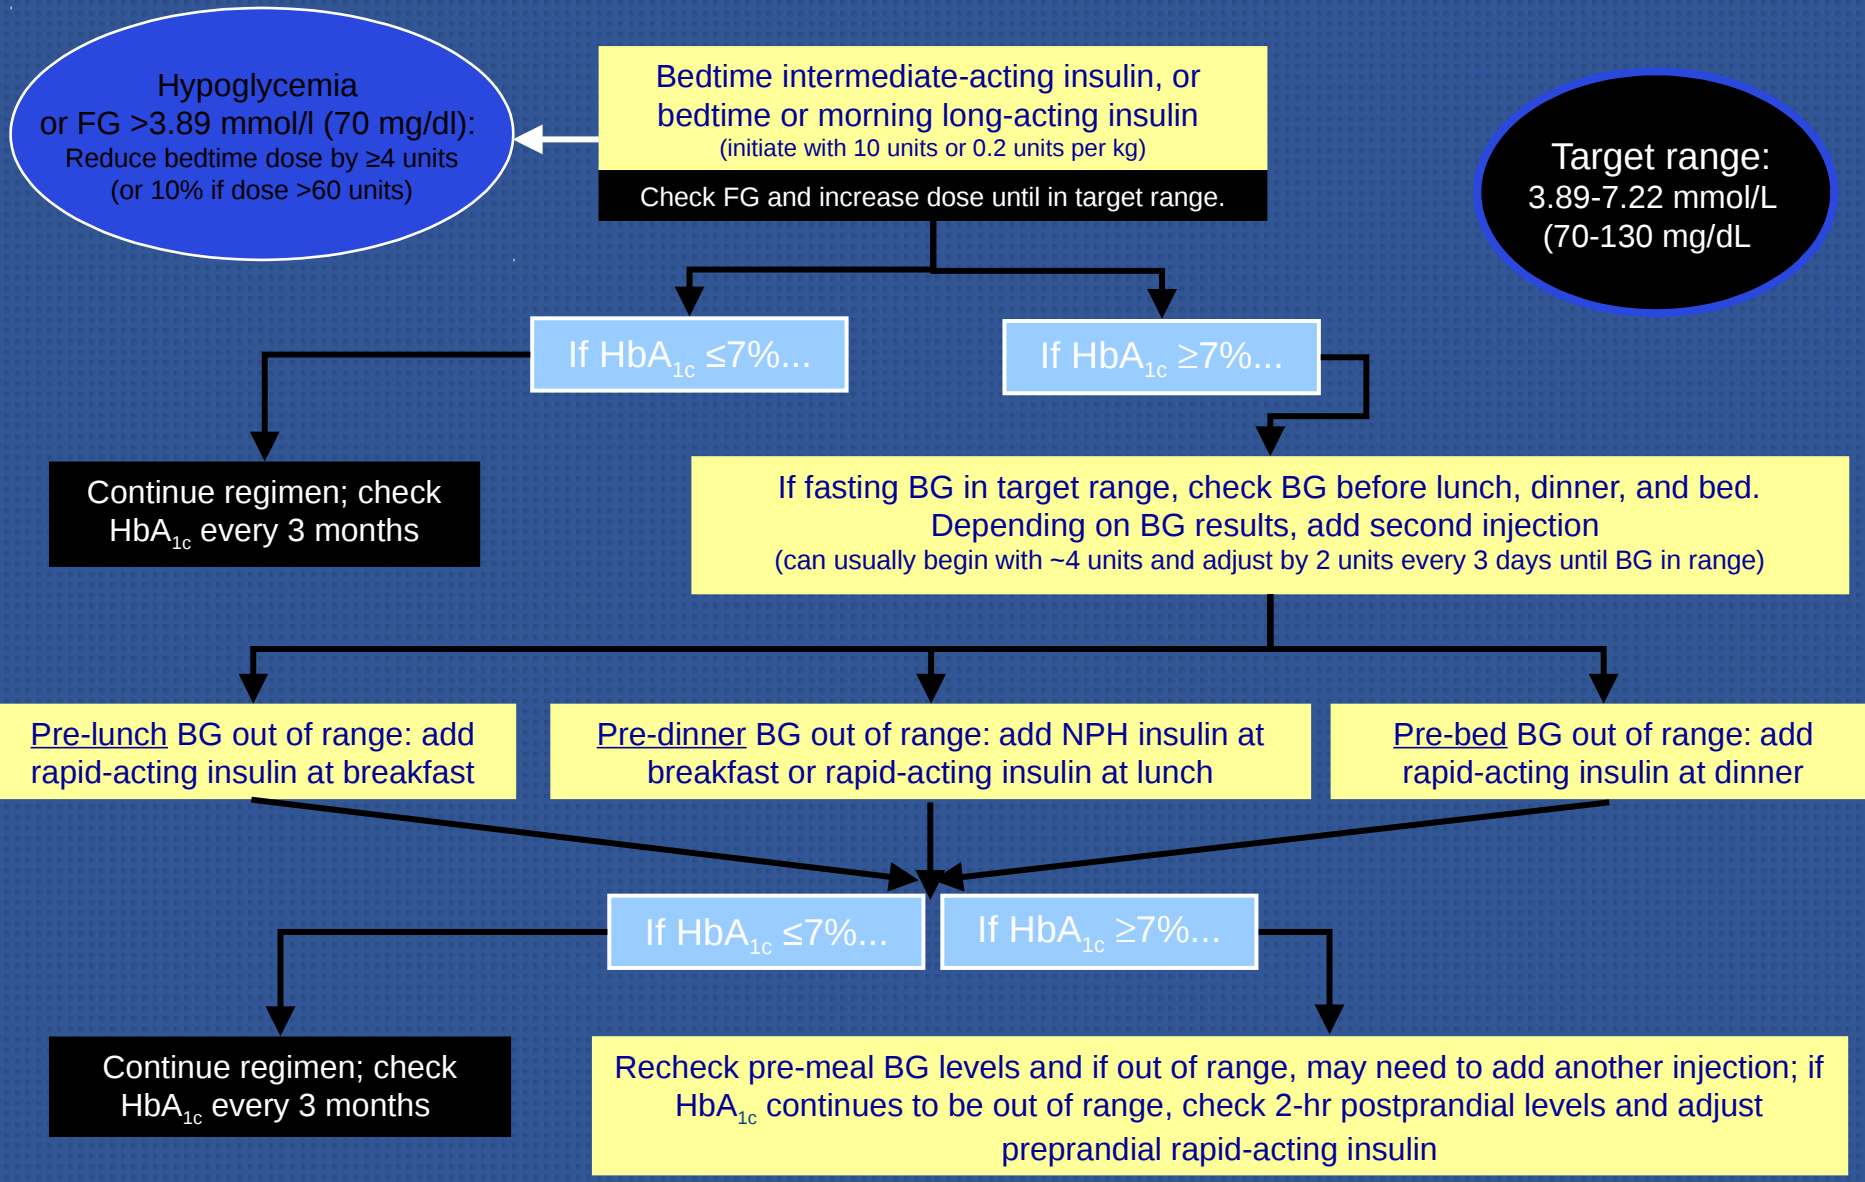 Hypoglycemia
or FG >3.89 mmol/l (70 mg/dl):
Reduce bedtime dose by ≥4 units
(or 10% if dose >60 units)
Bedtime intermediate-acting insulin, or
bedtime or morning long-acting insulin
(initiate with 10 units or 0.2 units per kg)
Check FG and increase dose until in target range.
Target range:
3.89-7.22 mmol/L
(70-130 mg/dL
If HbA1c ≤7%...
If HbA1c ≥7%...
Continue regimen; check
HbA1c every 3 months
If fasting BG in target range, check BG before lunch, dinner, and bed.
Depending on BG results, add second injection
(can usually begin with ~4 units and adjust by 2 units every 3 days until BG in range)
Pre-lunch BG out of range: add
rapid-acting insulin at breakfast
Pre-dinner BG out of range: add NPH insulin at
breakfast or rapid-acting insulin at lunch
Pre-bed BG out of range: add
rapid-acting insulin at dinner
If HbA1c ≤7%...
If HbA1c ≥7%...
Continue regimen; check
HbA1c every 3 months
Recheck pre-meal BG levels and if out of range, may need to add another injection; if
HbA1c continues to be out of range, check 2-hr postprandial levels and adjust
preprandial rapid-acting insulin